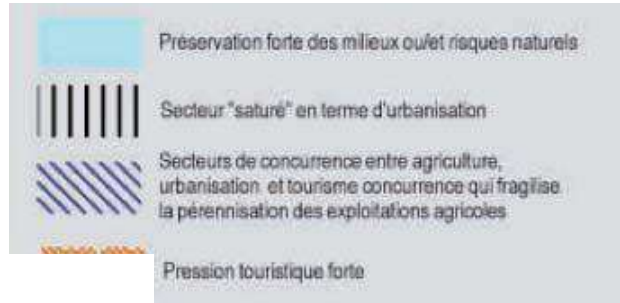 Préservation forte des milieux ou/et risques naturels
Secteur "saturé" en terme d'urbanisation
Secteurs de concurrence entre agriculture,
urbanisation et tourisme concurrence qui fragilise
la pérennisation des exploitations agricoles
Pression touristique forte